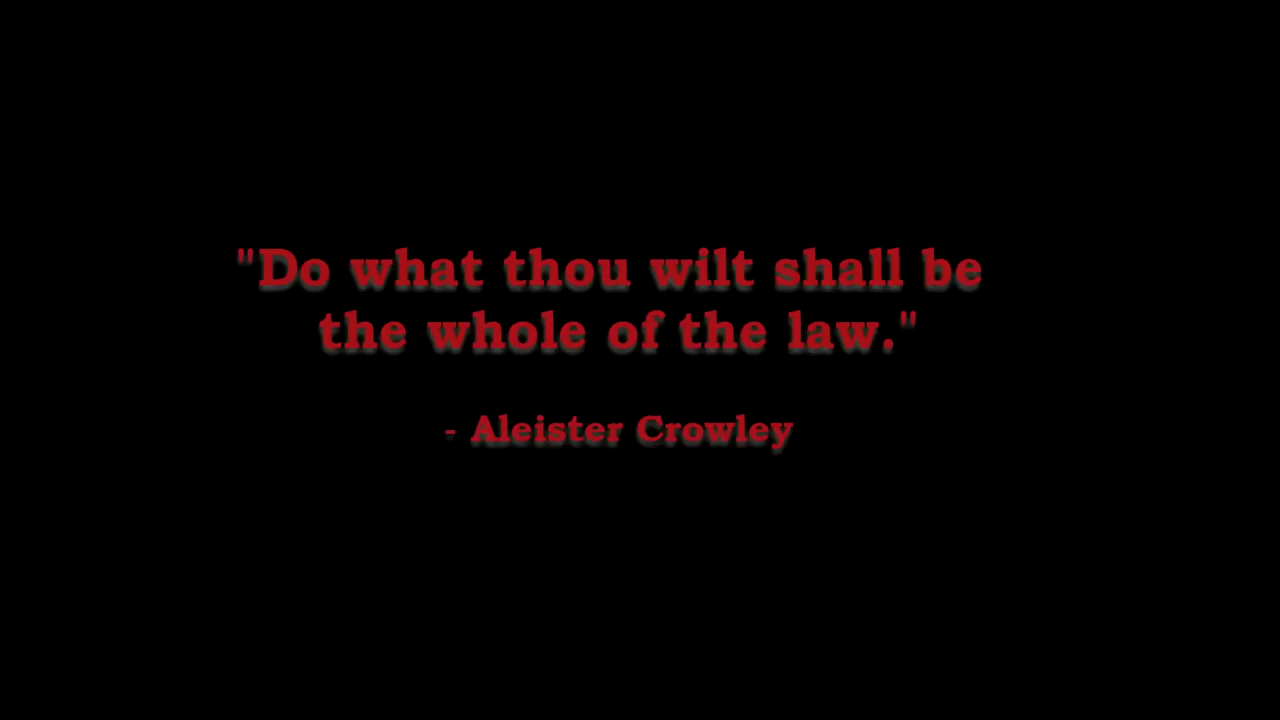 "Do what thou wilt shall be
the whole of the law."
- Aleister Crowley